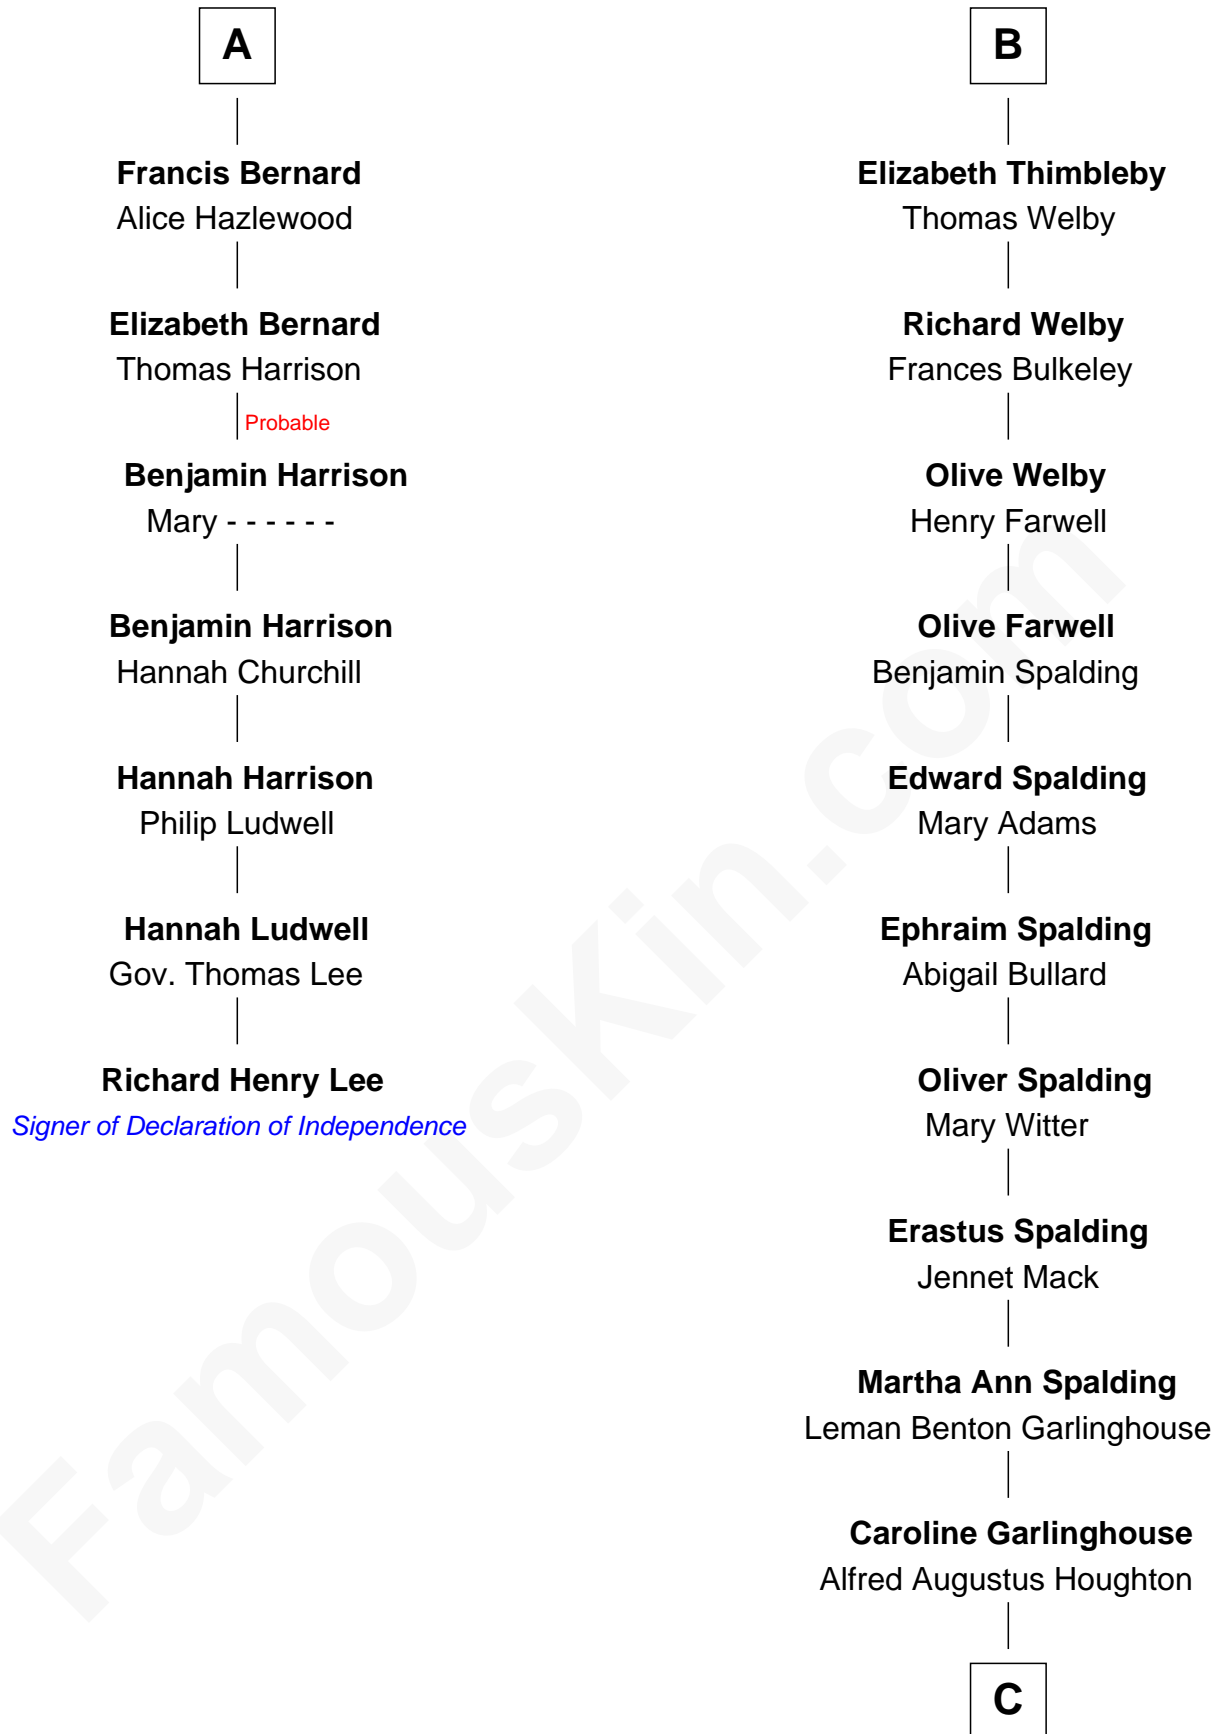 A
Francis Bernard
Alice Hazlewood
Elizabeth Bernard
Thomas Harrison
Probable
Benjamin Harrison
Mary - - - - - -
Benjamin Harrison
Hannah Churchill
Hannah Harrison
Philip Ludwell
Hannah Ludwell
Gov. Thomas Lee
Richard Henry Lee
Signer of Declaration of Independence
B
Elizabeth Thimbleby
Thomas Welby
Richard Welby
Frances Bulkeley
Olive Welby
Henry Farwell
Olive Farwell
Benjamin Spalding
Edward Spalding
Mary Adams
Ephraim Spalding
Abigail Bullard
Oliver Spalding
Mary Witter
Erastus Spalding
Jennet Mack
Martha Ann Spalding
Leman Benton Garlinghouse
Caroline Garlinghouse
Alfred Augustus Houghton
C
FamousKin.com